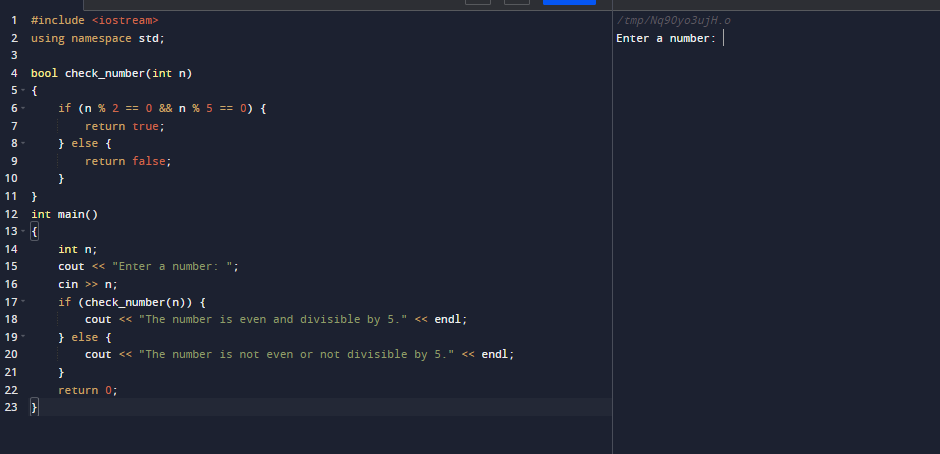 1 #include <iostream>
2 using namespace std;
3
4 bool check_number(int n)
5 {
6     if (n % 2 == 0 && n % 5 == 0) {
7         return true;
8     } else {
9         return false;
10     }
11 }
12 int main()
13 {
14     int n;
15     cout << "Enter a number: ";
16     cin >> n;
17     if (check_number(n)) {
18         cout << "The number is even and divisible by 5." << endl;
19     } else {
20         cout << "The number is not even or not divisible by 5." << endl;
21     }
22     return 0;
23 }
/tmp/Nq9Oyo3ujH.o
Enter a number: